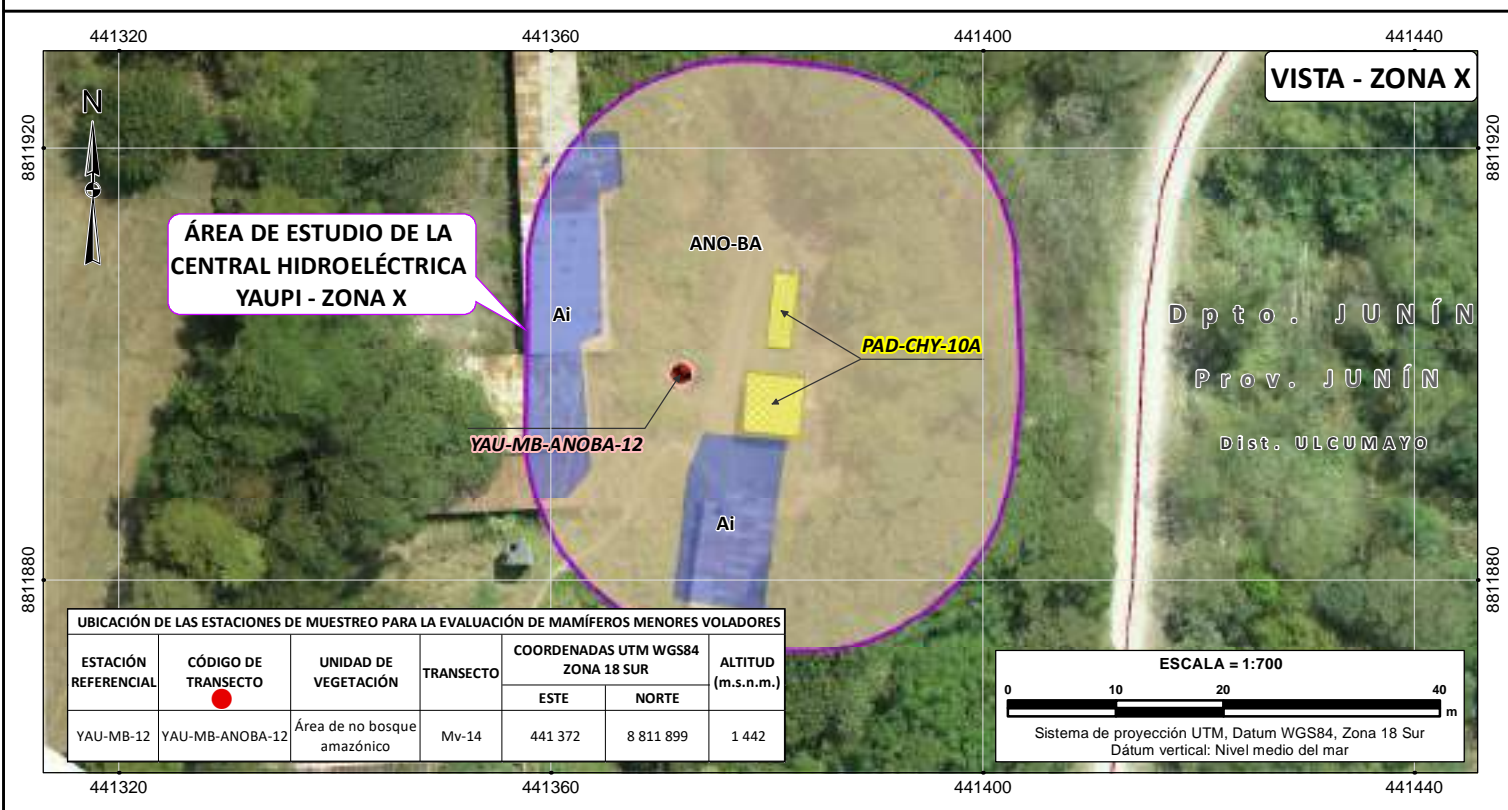 441320
441360
441400
441440
VISTA - ZONA X
N
8811920
8811920
ÁREA DE ESTUDIO DE LA
CENTRAL HIDROELÉCTRICA
YAUPI - ZONA X
ANO-BA
Ai
PAD-CHY-10A
Dpto. JUNÍN
Prov. JUNÍN
Dist. ULCUMAYO
YAU-MB-ANOBA-12
Ai
8811880
8811880
UBICACIÓN DE LAS ESTACIONES DE MUESTREO PARA LA EVALUACIÓN DE MAMÍFEROS MENORES VOLADORES
ESTACIÓN REFERENCIAL
CÓDIGO DE TRANSECTO
UNIDAD DE VEGETACIÓN
TRANSECTO
COORDENADAS UTM WGS84 ZONA 18 SUR
ESTE
NORTE
ALTITUD (m.s.n.m.)
YAU-MB-12
YAU-MB-ANOBA-12
Área de no bosque amazónico
Mv-14
441 372
8 811 899
1 442
ESCALA = 1:700
0 10 20 40
m
Sistema de proyección UTM, Datum WGS84, Zona 18 Sur
Dátum vertical: Nivel medio del mar
441320
441360
441400
441440